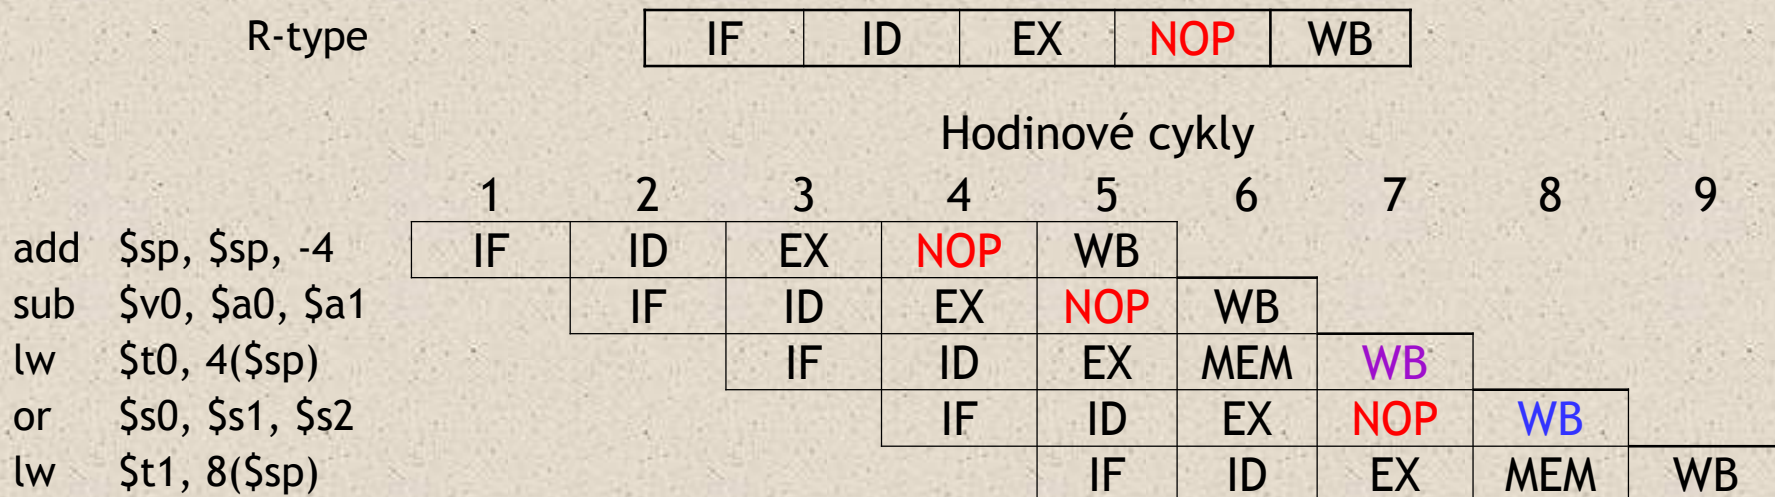 R-type IF ID EX NOP WB
Hodinové cykly
1 2 3 4 5 6 7 8 9
add $sp, $sp, -4 IF ID EX NOP WB
sub $v0, $a0, $a1 IF ID EX NOP WB
lw $t0, 4($sp) IF ID EX MEM WB
or $s0, $s1, $s2 IF ID EX NOP WB
lw $t1, 8($sp) IF ID EX MEM WB